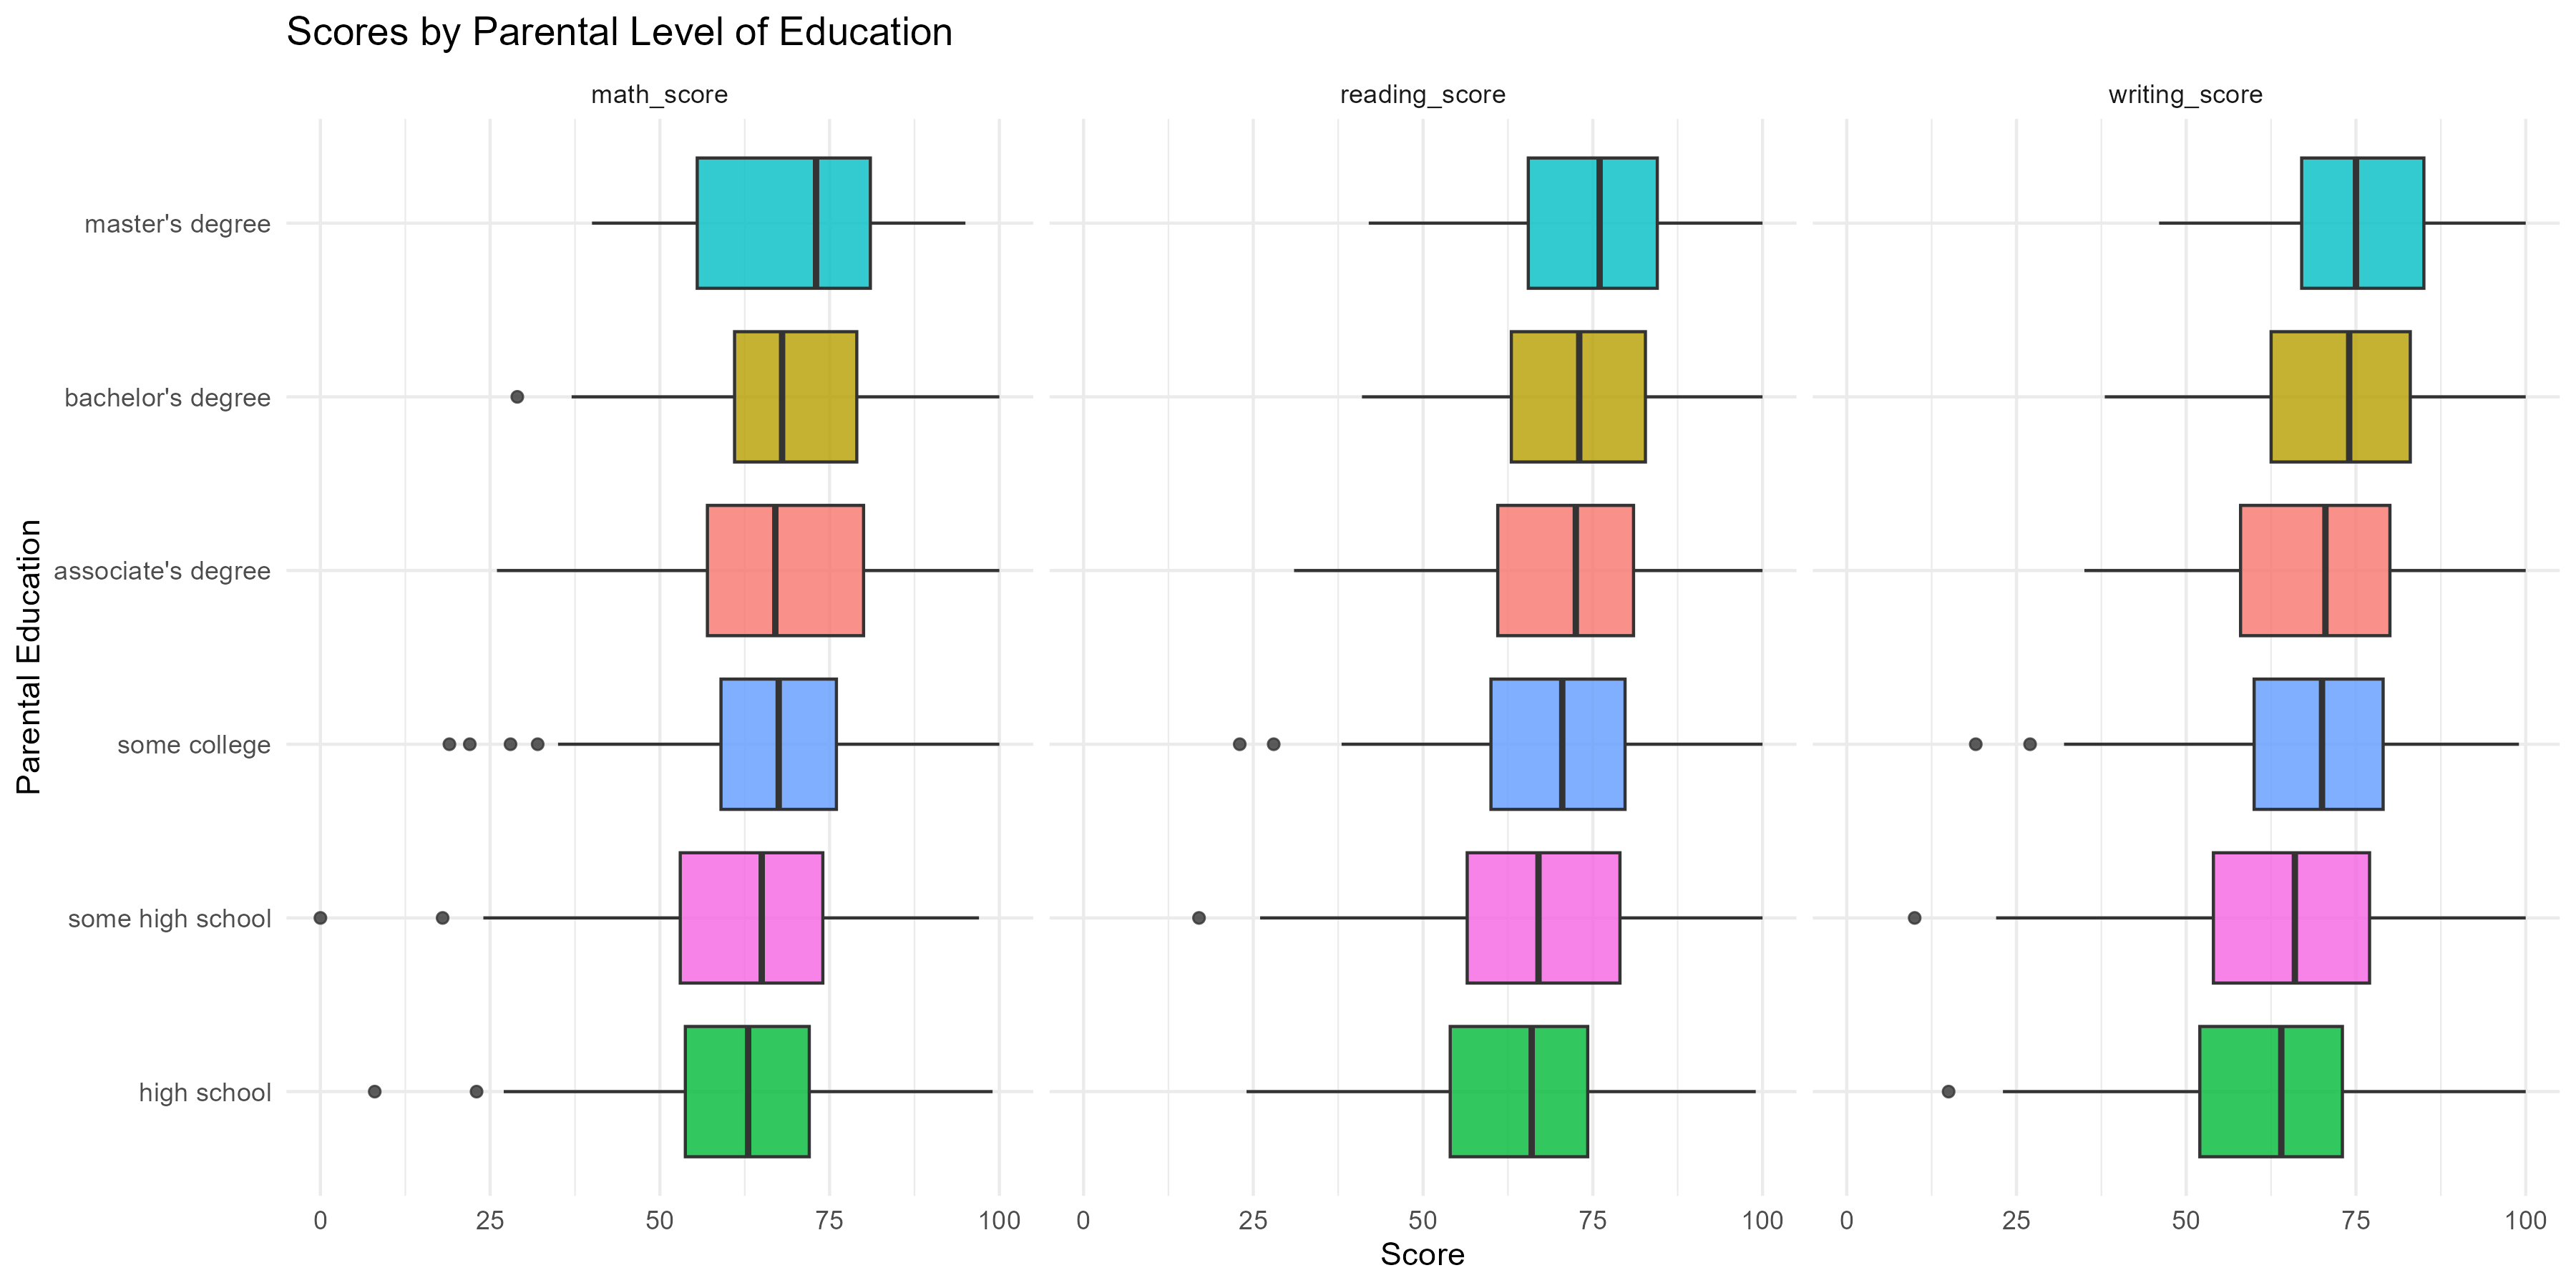 Scores by Parental Level of Education
math_score reading_score writing_score
Parental Education
master's degree
bachelor's degree
associate's degree
some college
some high school
high school
0 25 50 75 100 0 25 50 75 100 0 25 50 75 100
Score